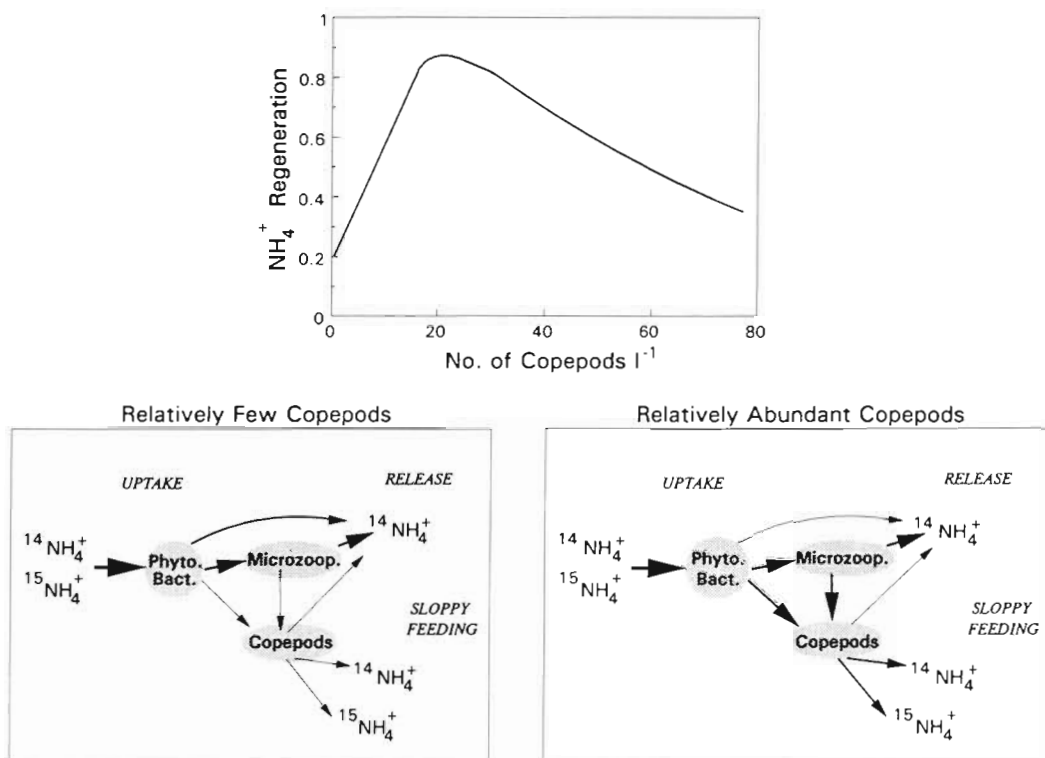 1
0.8
0.6
0.4
0.2
0
NH₄⁺ Regeneration
0 20 40 60 80
No. of Copepods l⁻¹
Relatively Few Copepods
UPTAKE RELEASE
¹⁴NH₄⁺
¹⁵NH₄⁺
Phyto.
Bact.
Microzoop.
¹⁴NH₄⁺
SLOPPY
FEEDING
Copepods
¹⁴NH₄⁺
¹⁵NH₄⁺
Relatively Abundant Copepods
UPTAKE RELEASE
¹⁴NH₄⁺
¹⁵NH₄⁺
Phyto.
Bact.
Microzoop.
¹⁴NH₄⁺
SLOPPY
FEEDING
Copepods
¹⁴NH₄⁺
¹⁵NH₄⁺